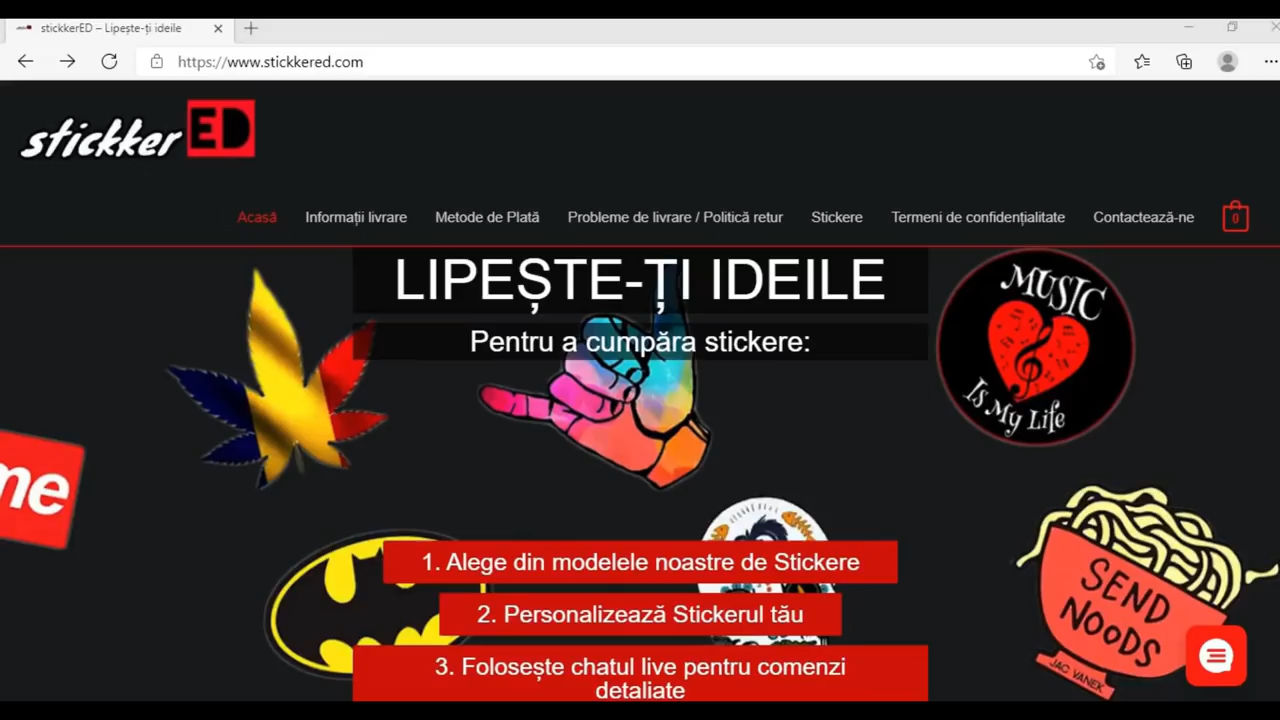 stickkerED – Lipește-ți ideile
https://www.stickkered.com
stickker ED
Acasă
Informații livrare
Metode de Plată
Probleme de livrare / Politică retur
Stickere
Termeni de confidențialitate
Contactează-ne
0
LIPEȘTE-ȚI IDEILE
Pentru a cumpăra stickere:
MUSIC
Is My Life
me
1. Alege din modelele noastre de Stickere
2. Personalizează Stickerul tău
3. Folosește chatul live pentru comenzi
detaliate
SEND
NOODS
JAC VANEK